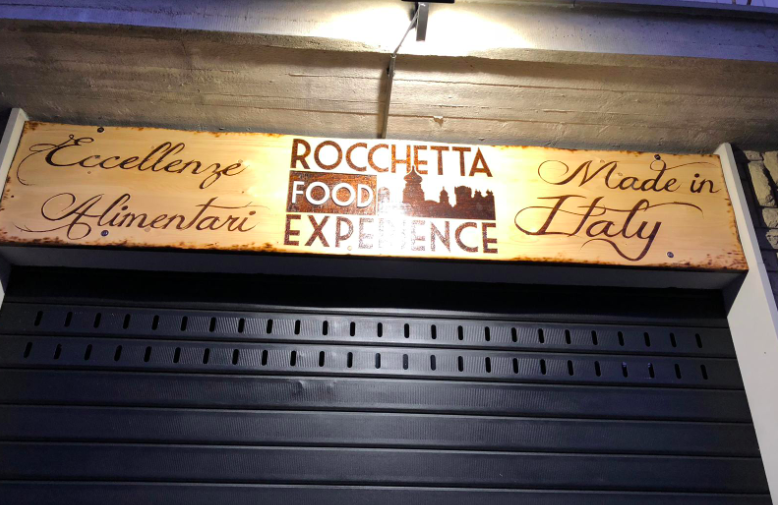 Eccellenze
Alimentari
ROCCHETTA
FOOD
EXPERIENCE
Made in
Italy